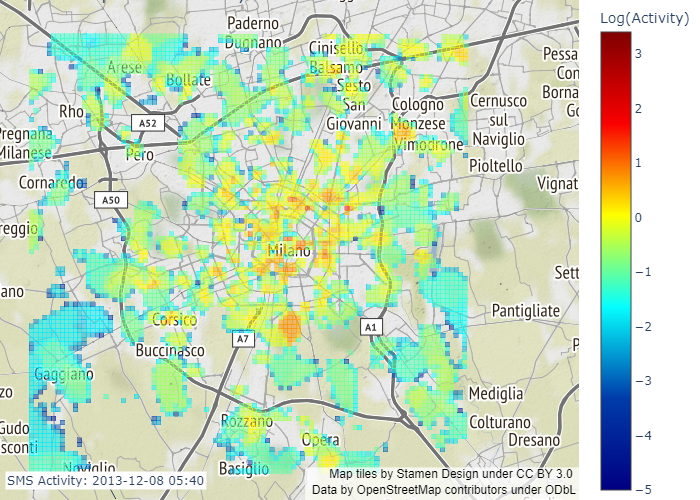 Log(Activity)
3
2
1
0
−1
−2
−3
−4
−5
Paderno
Dugnano
Cinisello
Balsamo
Sesto
San
Giovanni
Arese
Bollate
Rho
A52
Pero
Pregnana
Milanese
Cornaredo
A50
reggio
Cologno
Monzese
Vimodrone
Cernusco
sul
Naviglio
Pioltello
Pessa
Con
Borna
Go
Vignat
Milano
Sett
ano
Pantigliate
Corsico
A7
A1
Buccinasco
P
Gaggiano
zo
Mediglia
Gudo
sconti
Rozzano
Opera
Colturano
Dresano
Noviglio
Basiglio
SMS Activity: 2013-12-08 05:40
Map tiles by Stamen Design under CC BY 3.0
Data by OpenStreetMap contributors under ODbL